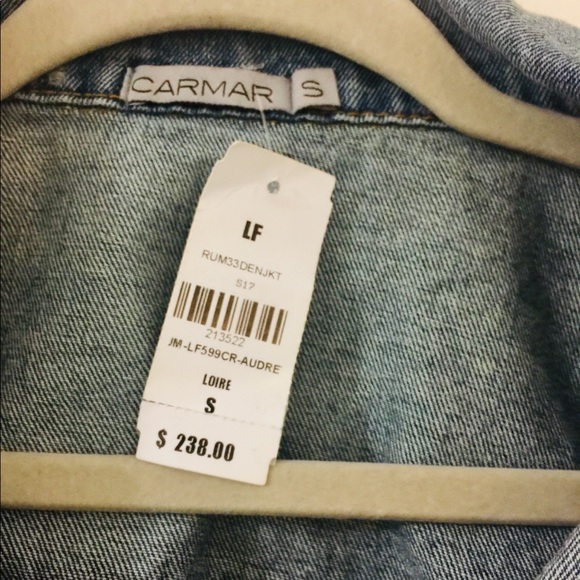 CARMAR S
LF
RUM33DENJKT
S17
213522
JM-LF599CR-AUDRE
LOIRE
S
$ 238.00